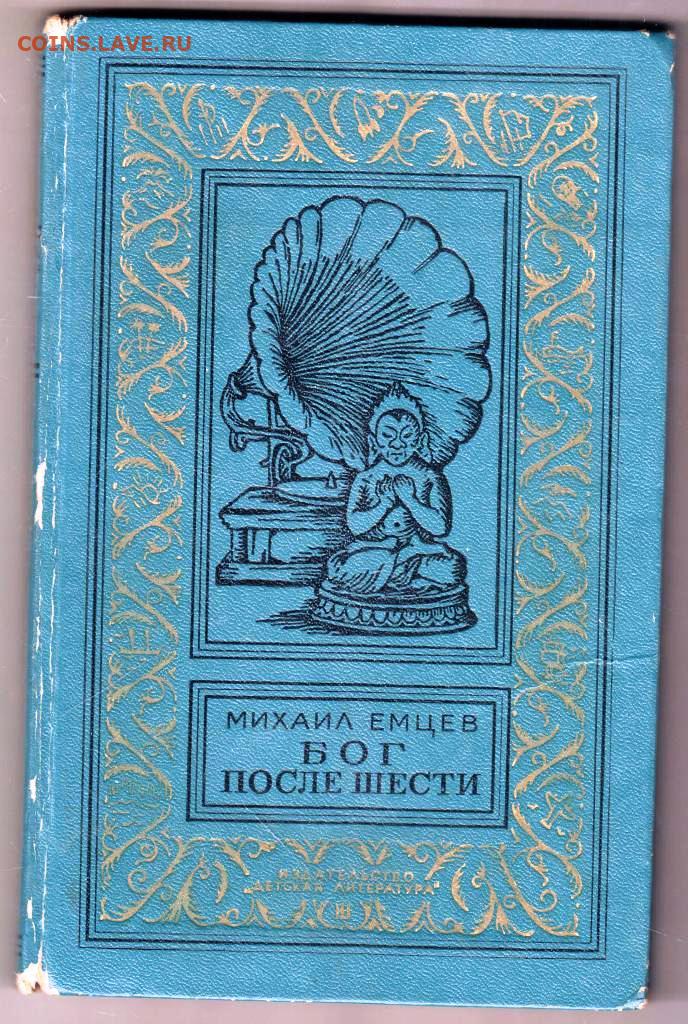 COINS.LAVE.RU
МИХАИЛ ЕМЦЕВ
БОГ
ПОСЛЕ ШЕСТИ
ИЗДАТЕЛЬСТВО
"ДЕТСКАЯ ЛИТЕРАТУРА"